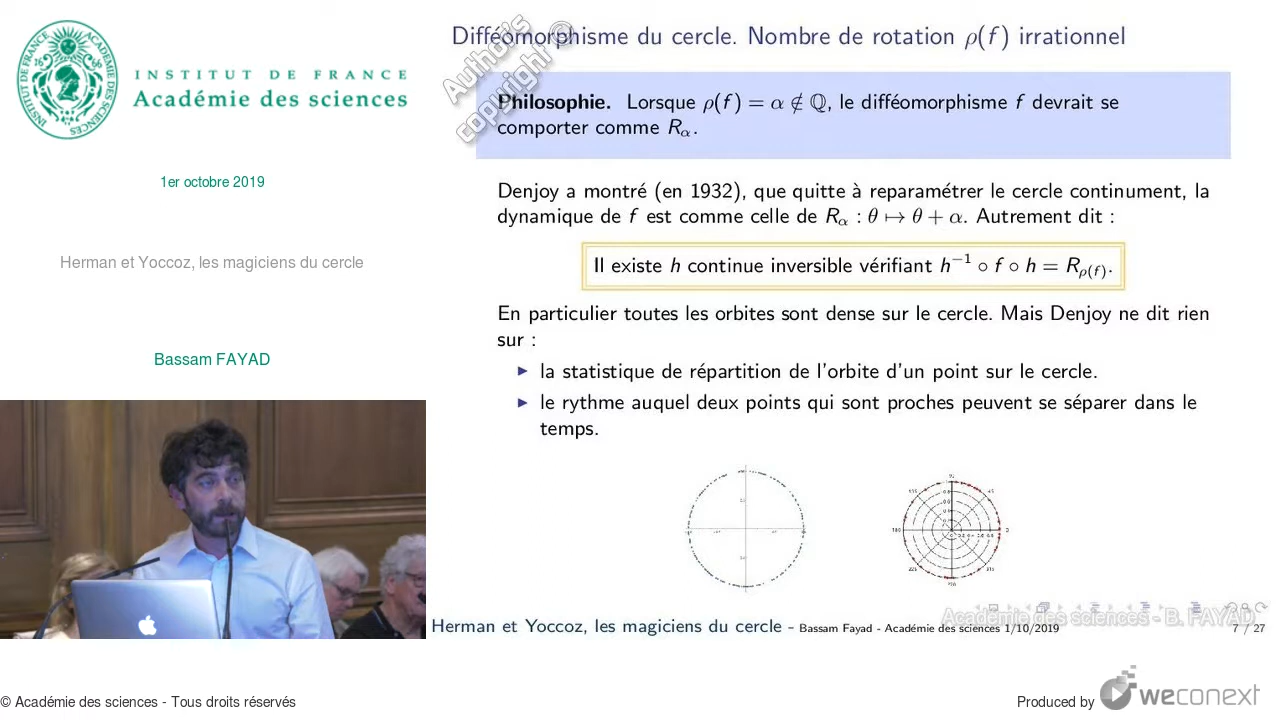 INSTITUT DE FRANCE
Académie des sciences
1er octobre 2019
Herman et Yoccoz, les magiciens du cercle
Bassam FAYAD
Difféomorphisme du cercle. Nombre de rotation ρ(f) irrationnel
Author's
copyright ©
Philosophie. Lorsque ρ(f) = α ∉ ℚ, le difféomorphisme f devrait se
comporter comme Rα.
Denjoy a montré (en 1932), que quitte à reparamétrer le cercle continument, la
dynamique de f est comme celle de Rα : θ ↦ θ + α. Autrement dit :
Il existe h continue inversible vérifiant h⁻¹ ∘ f ∘ h = Rρ(f).
En particulier toutes les orbites sont dense sur le cercle. Mais Denjoy ne dit rien
sur :
▶ la statistique de répartition de l'orbite d'un point sur le cercle.
▶ le rythme auquel deux points qui sont proches peuvent se séparer dans le
temps.
Académie des sciences - B. FAYAD
Herman et Yoccoz, les magiciens du cercle - Bassam Fayad - Académie des sciences 1/10/2019
7 / 27
© Académie des sciences - Tous droits réservés
Produced by weconext